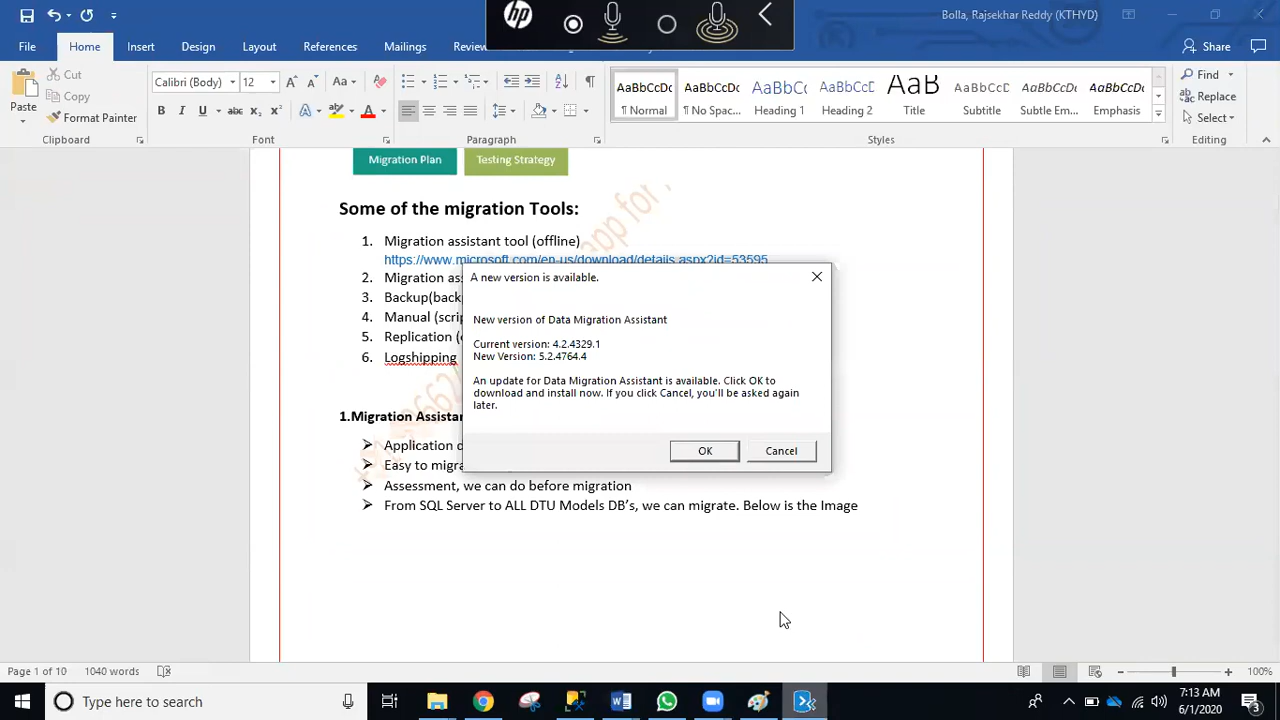 hp
Bolla, Rajsekhar Reddy (KTHYD)
File Home Insert Design Layout References Mailings Share
Paste Cut Copy Format Painter
Calibri (Body) 12 Aa
B I U abc x₂ x² A
AaBbCcDc AaBbCcDc AaBbCc AaBbCcD AaB AaBbCcD AaBbCcDc AaBbCcDc
¶ Normal ¶ No Spac... Heading 1 Heading 2 Title Subtitle Subtle Em... Emphasis
Find
Replace
Select
Clipboard Font Paragraph Styles Editing
Migration Plan Testing Strategy
Some of the migration Tools:
1. Migration assistant tool (offline)
https://www.microsoft.com/en-us/download/details.aspx?id=53595
2. Migration as
3. Backup(back
4. Manual (scrip
5. Replication (
6. Logshipping
1.Migration Assistan
➢ Application
➢ Easy to migra
➢ Assessment, we can do before migration
➢ From SQL Server to ALL DTU Models DB's, we can migrate. Below is the Image
A new version is available.
New version of Data Migration Assistant
Current version: 4.2.4329.1
New Version: 5.2.4764.4
An update for Data Migration Assistant is available. Click OK to
download and install now. If you click Cancel, you'll be asked again
later.
OK Cancel
app for
Page 1 of 10 1040 words 100%
Type here to search
7:13 AM
6/1/2020
3